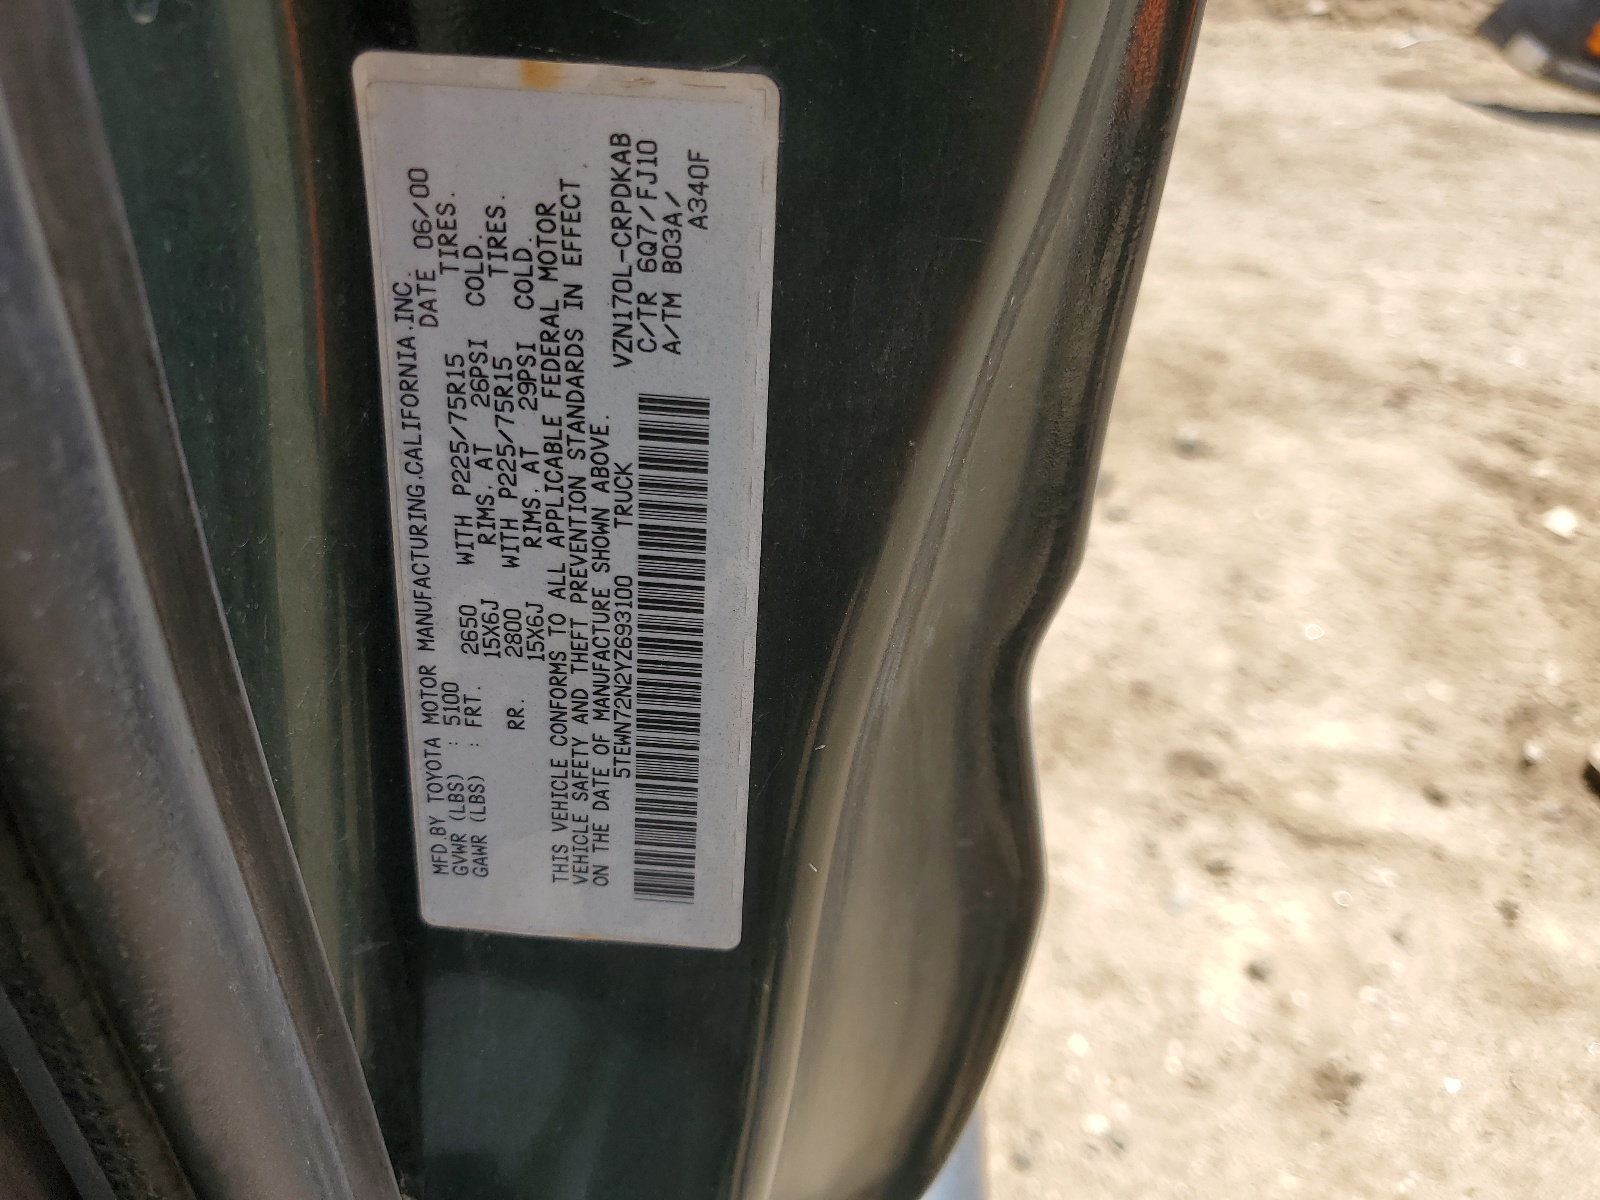 MFD.BY TOYOTA MOTOR MANUFACTURING.CALIFORNIA.INC.
GVWR (LBS) : 5100 DATE 06/00
GAWR (LBS) : FRT. 2650 WITH P225/75R15 TIRES.
15X6J RIMS. AT 26PSI COLD.
RR. 2800 WITH P225/75R15 TIRES.
15X6J RIMS. AT 29PSI COLD.
THIS VEHICLE CONFORMS TO ALL APPLICABLE FEDERAL MOTOR
VEHICLE SAFETY AND THEFT PREVENTION STANDARDS IN EFFECT
ON THE DATE OF MANUFACTURE SHOWN ABOVE.
5TEWN72N2YZ693100 TRUCK
VZN170L-CRPDKAB
C/TR 6Q7/FJ10
A/TM B03A/
A340F